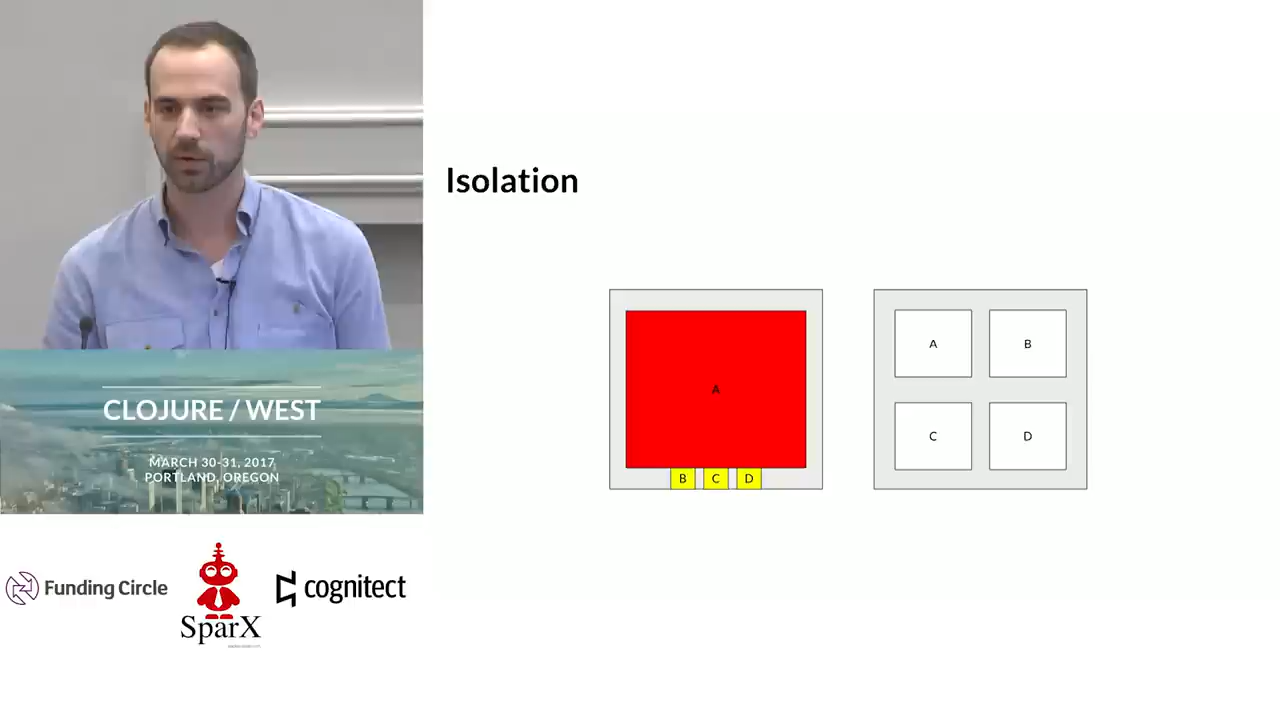 Isolation
A
B C D
A B
C D
CLOJURE / WEST
MARCH 30-31, 2017
PORTLAND, OREGON
Funding Circle
SparX
cognitect